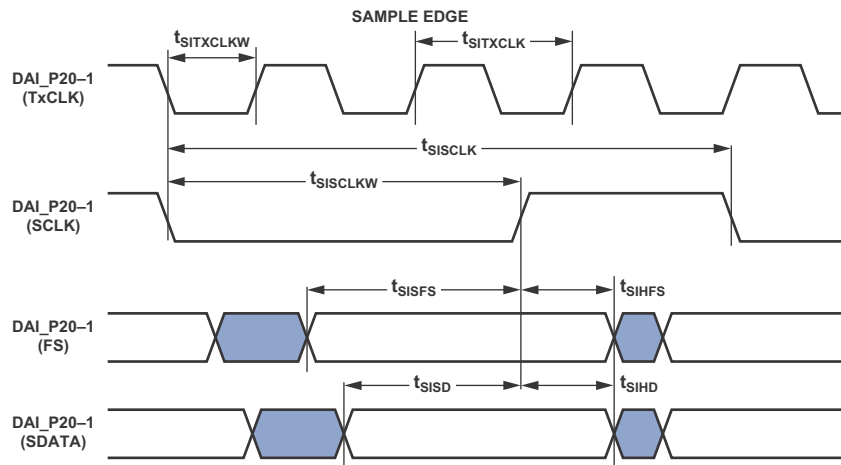 SAMPLE EDGE
tSITXCLKW
tSITXCLK
DAI_P20–1
(TxCLK)
tSISCLK
tSISCLKW
DAI_P20–1
(SCLK)
tSISFS
tSIHFS
DAI_P20–1
(FS)
tSISD
tSIHD
DAI_P20–1
(SDATA)